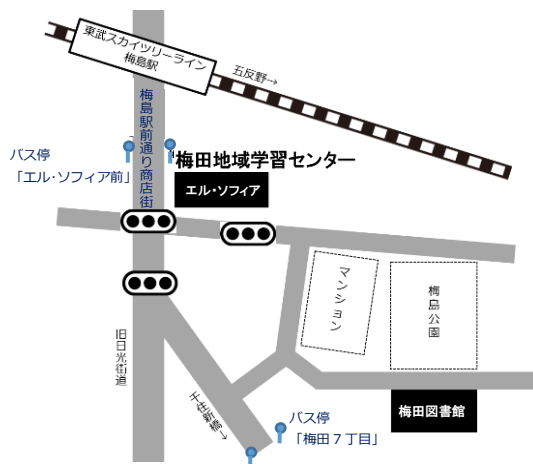 東武スカイツリーライン
梅島駅
五反野→
梅島駅前通り商店街
バス停
「エル・ソフィア前」
梅田地域学習センター
エル・ソフィア
マンション
梅島公園
旧日光街道
千住新橋→
梅田図書館
バス停
「梅田７丁目」